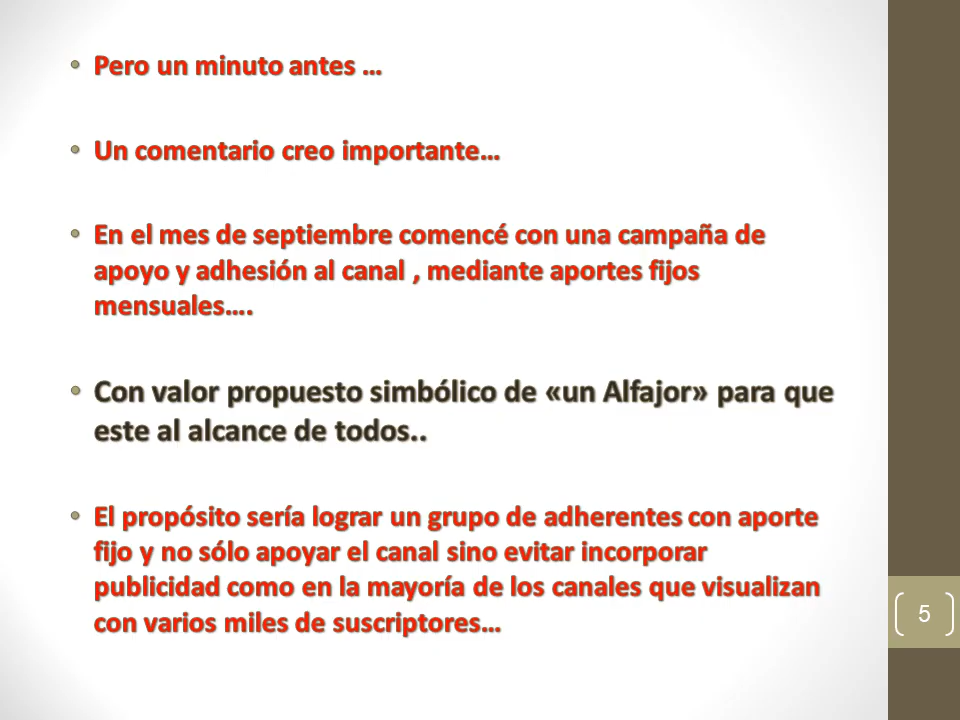 • Pero un minuto antes …
• Un comentario creo importante…
• En el mes de septiembre comencé con una campaña de
apoyo y adhesión al canal , mediante aportes fijos
mensuales….
• Con valor propuesto simbólico de «un Alfajor» para que
este al alcance de todos..
• El propósito sería lograr un grupo de adherentes con aporte
fijo y no sólo apoyar el canal sino evitar incorporar
publicidad como en la mayoría de los canales que visualizan
con varios miles de suscriptores…
5